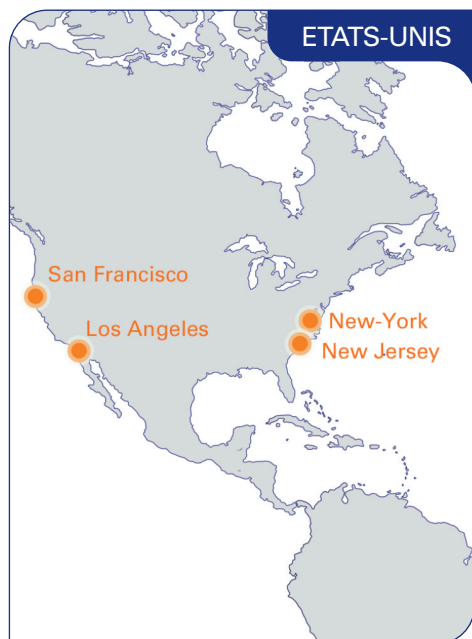 ETATS-UNIS
San Francisco
Los Angeles
New-York
New Jersey